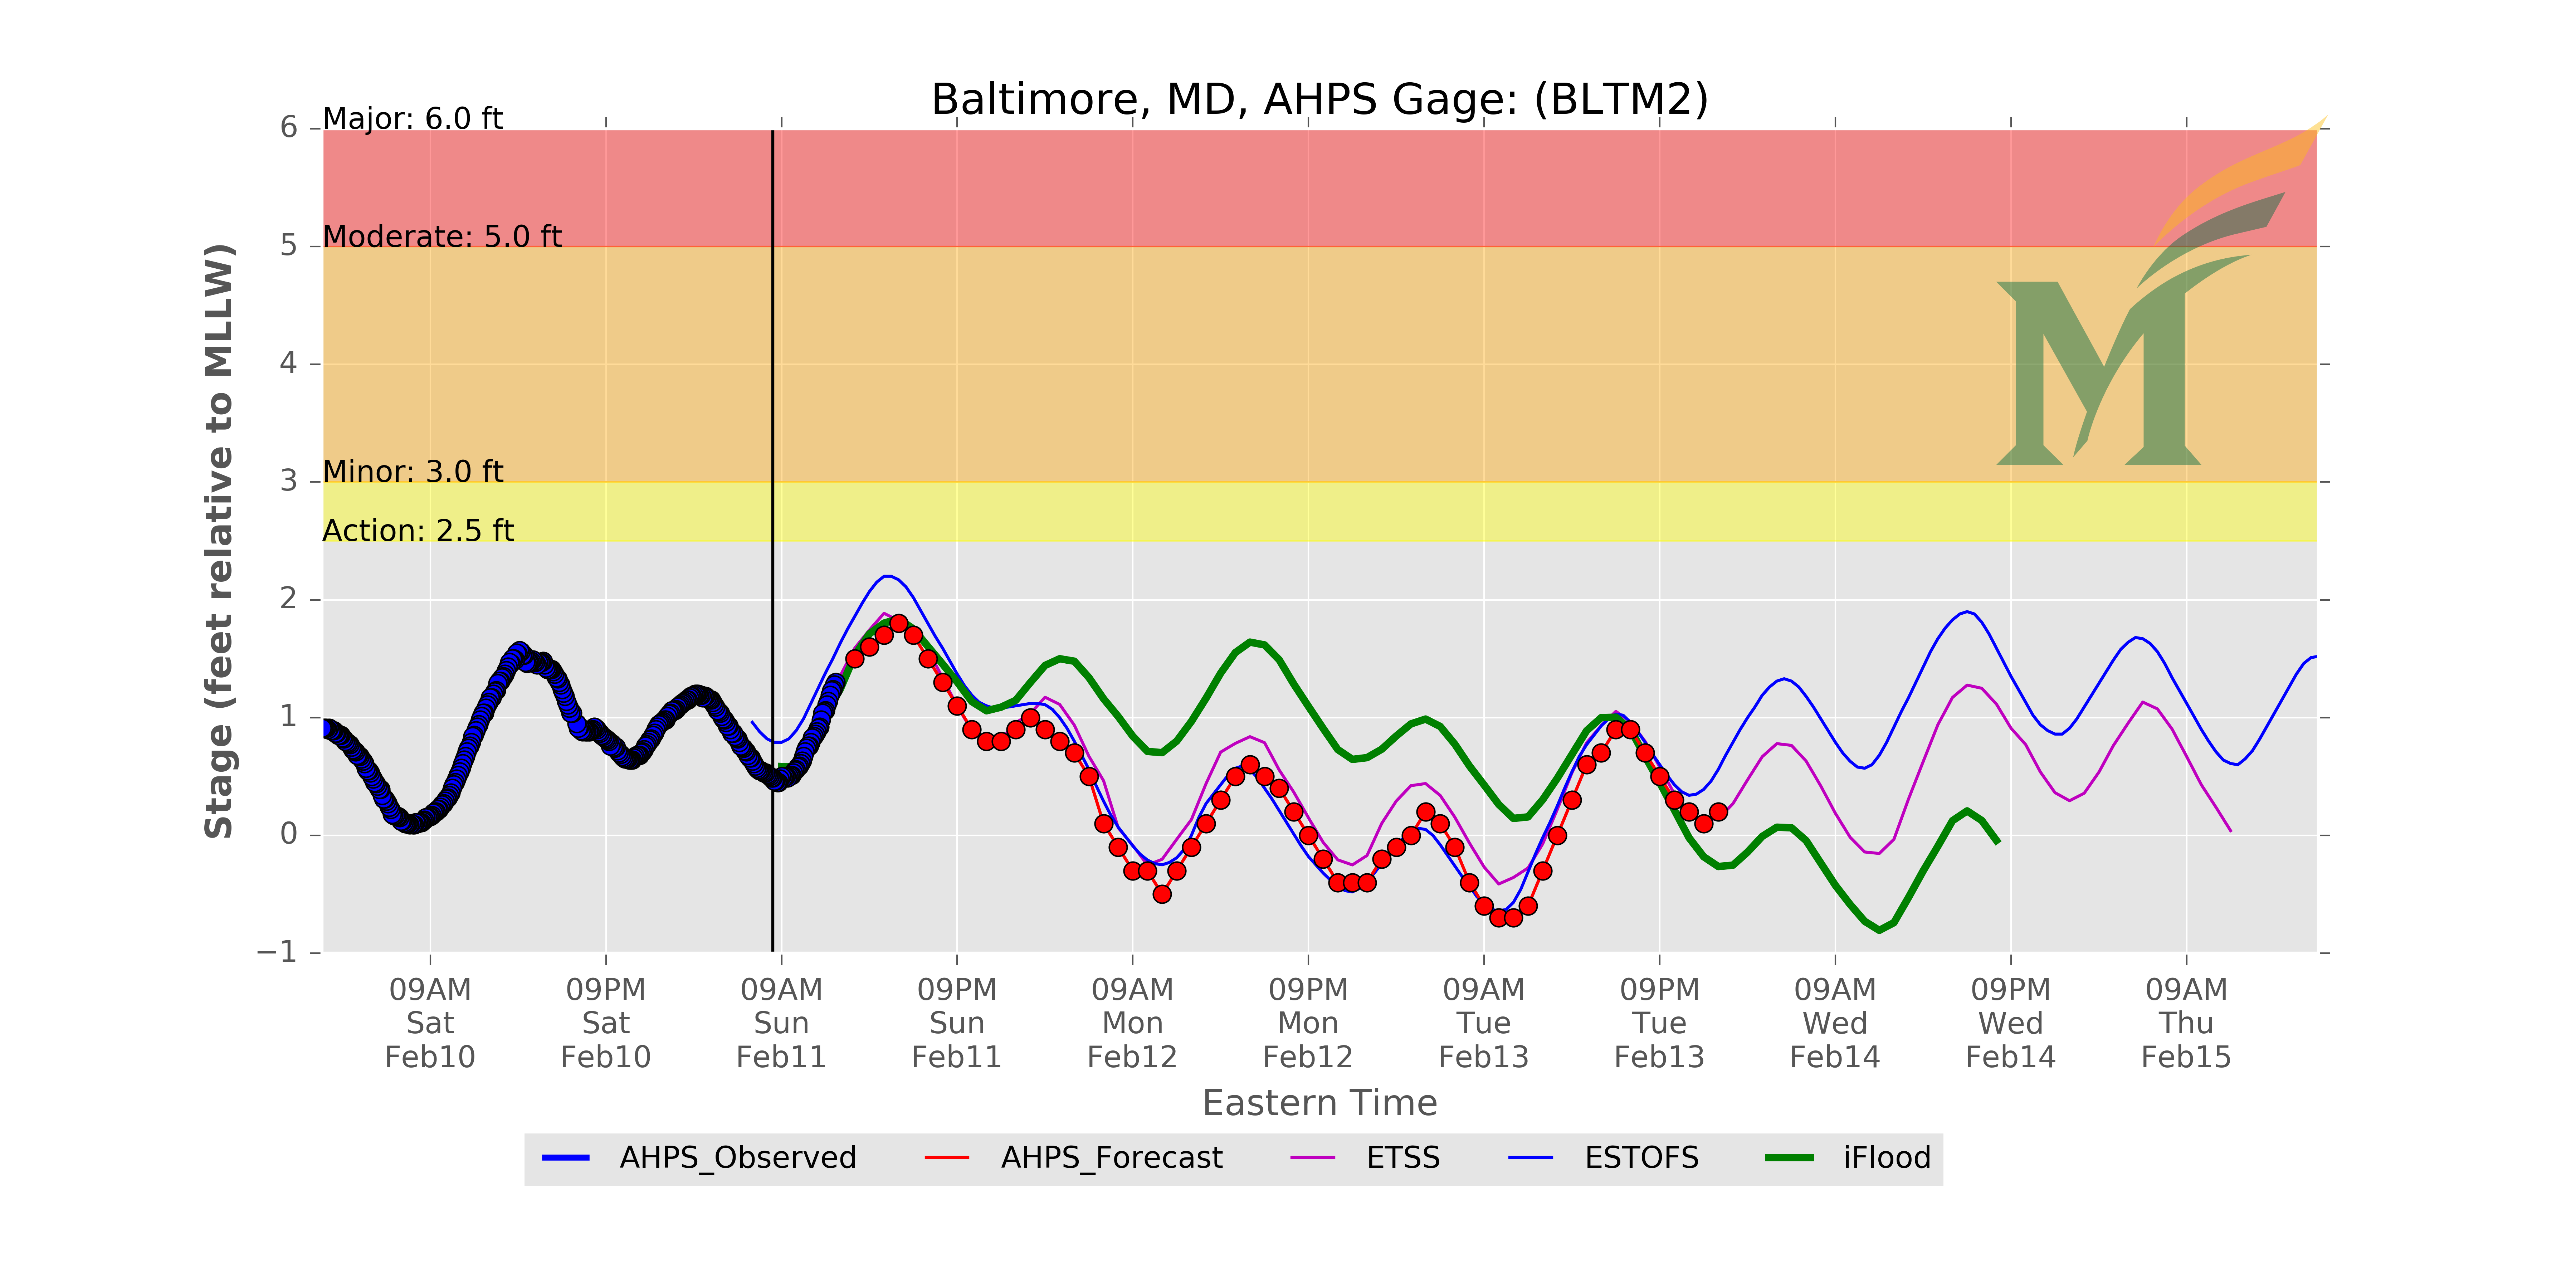 Baltimore, MD, AHPS Gage: (BLTM2)
Major: 6.0 ft
Moderate: 5.0 ft
Minor: 3.0 ft
Action: 2.5 ft
6
5
4
3
2
1
0
−1
Stage (feet relative to MLLW)
09AM 09PM 09AM 09PM 09AM 09PM 09AM 09PM 09AM 09PM 09AM
Sat Sat Sun Sun Mon Mon Tue Tue Wed Wed Thu
Feb10 Feb10 Feb11 Feb11 Feb12 Feb12 Feb13 Feb13 Feb14 Feb14 Feb15
Eastern Time
AHPS_Observed AHPS_Forecast ETSS ESTOFS iFlood
M